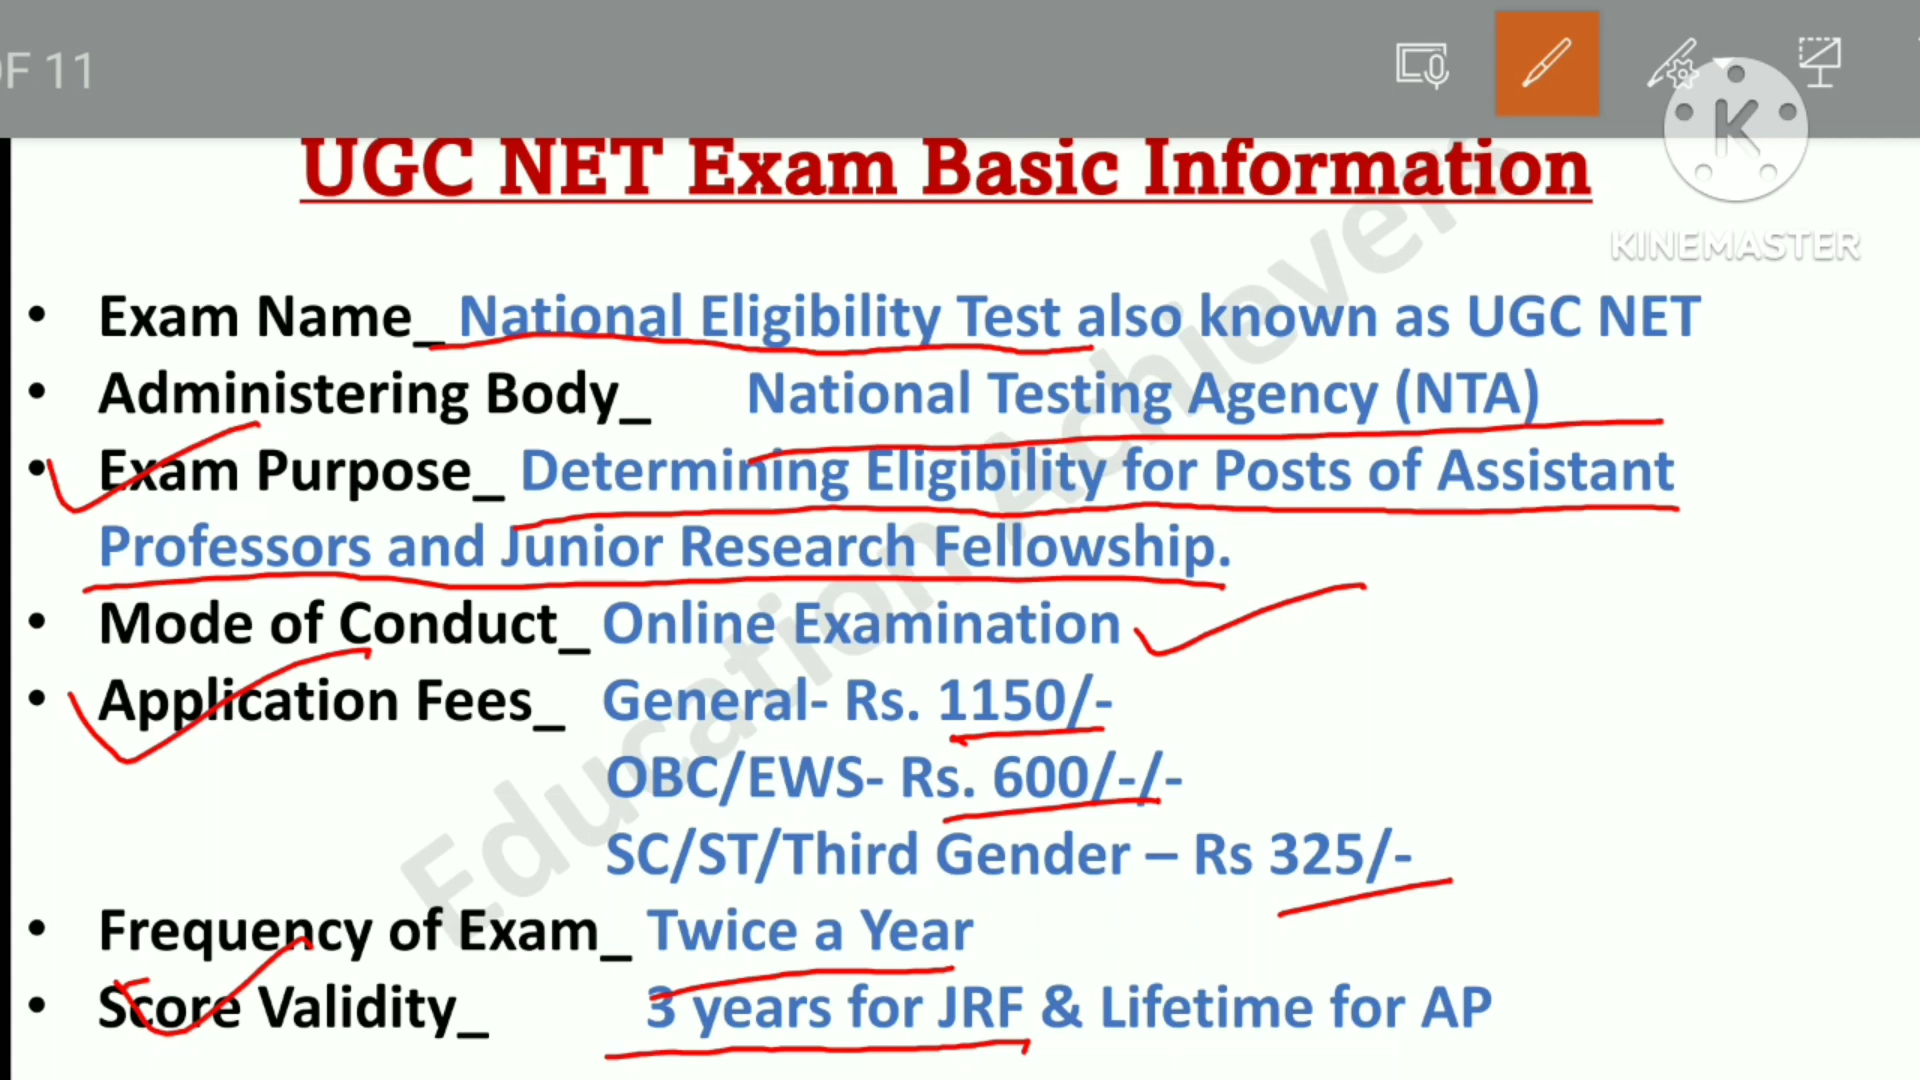 OF 11
K
KINEMASTER
UGC NET Exam Basic Information
• Exam Name_ National Eligibility Test also known as UGC NET
• Administering Body_ National Testing Agency (NTA)
• Exam Purpose_ Determining Eligibility for Posts of Assistant
Professors and Junior Research Fellowship.
• Mode of Conduct_ Online Examination
• Application Fees_ General- Rs. 1150/-
OBC/EWS- Rs. 600/-/-
SC/ST/Third Gender – Rs 325/-
• Frequency of Exam_ Twice a Year
• Score Validity_ 3 years for JRF & Lifetime for AP
Education Achievers